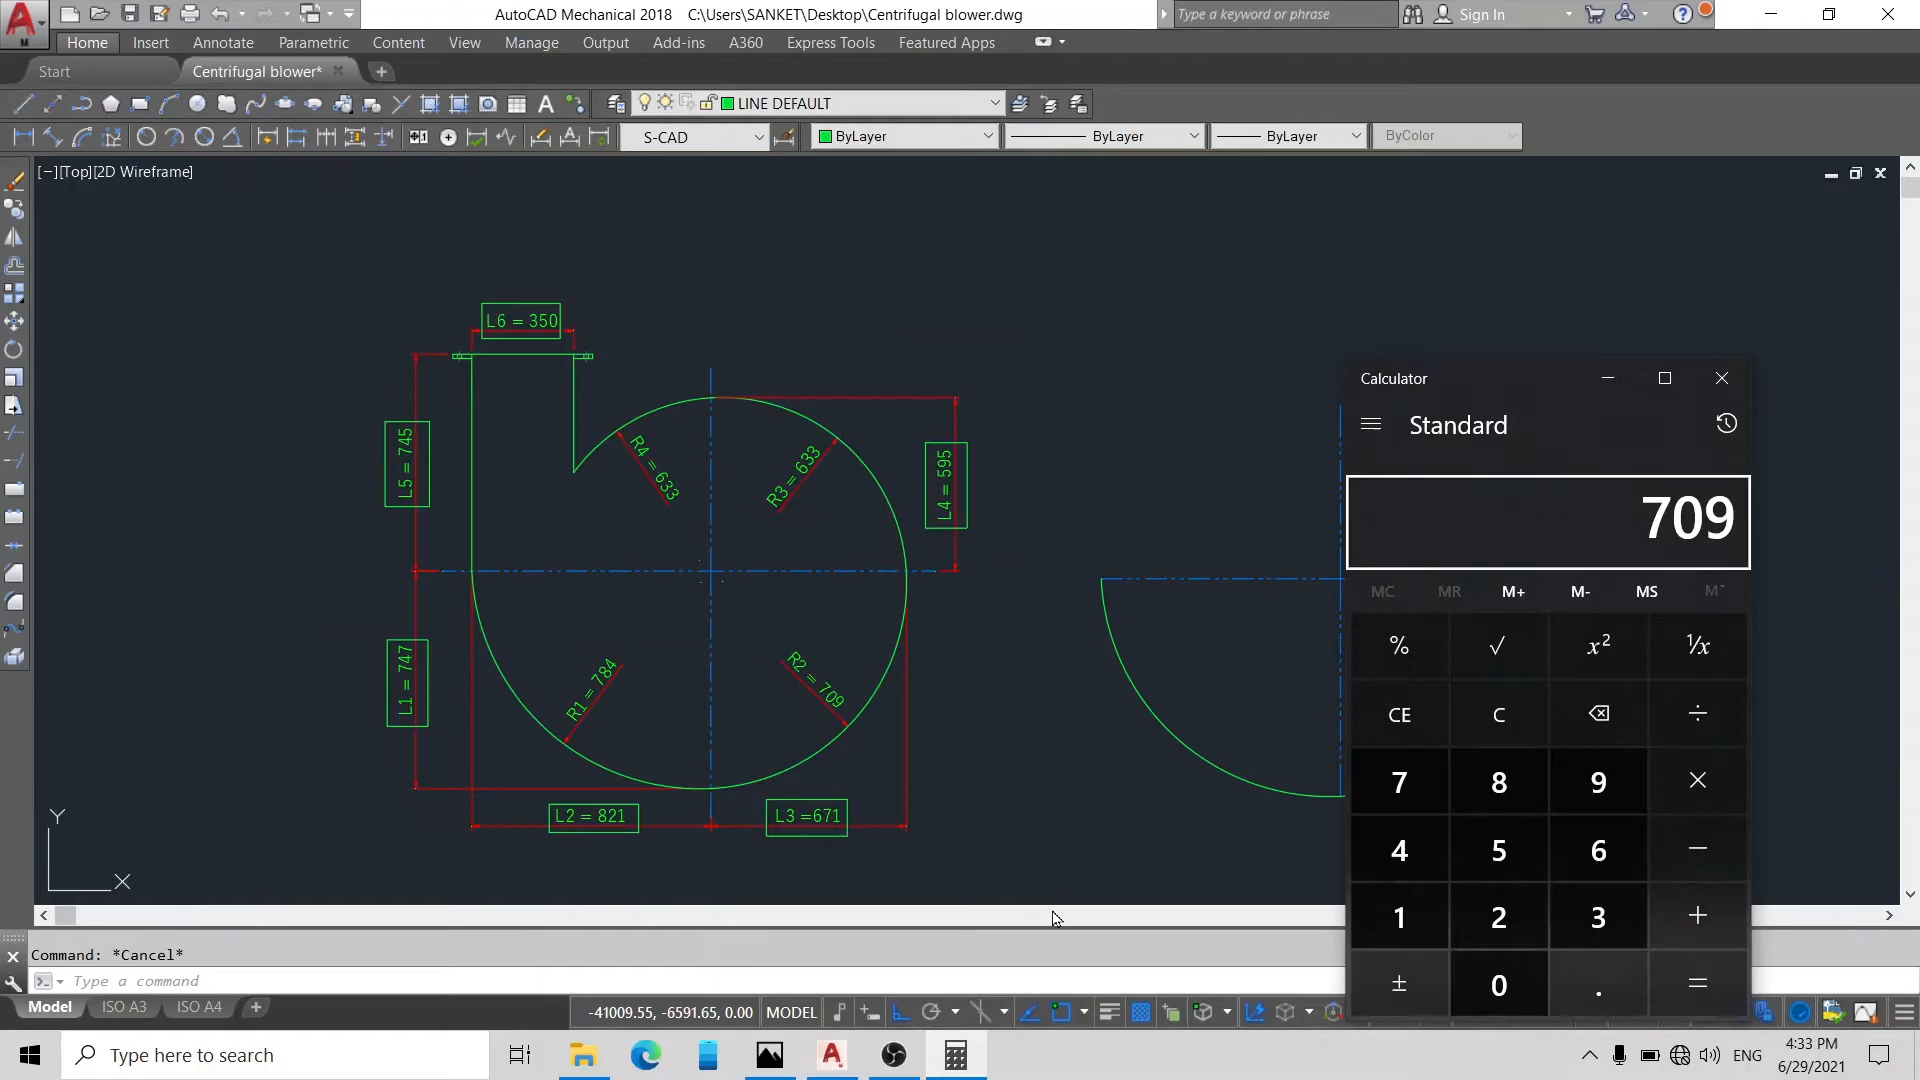 AutoCAD Mechanical 2018 C:\Users\SANKET\Desktop\Centrifugal blower.dwg
Type a keyword or phrase
Sign In
M
Home Insert Annotate Parametric Content View Manage Output Add-ins A360 Express Tools Featured Apps
Start Centrifugal blower*
LINE DEFAULT
S-CAD ByLayer ByLayer ByLayer ByColor
[−][Top][2D Wireframe]
L6 = 350
L5 = 745
R4 = 633
R3 = 633
L4 = 595
L1 = 747
R1 = 784
R2 = 709
L2 = 821
L3 =671
Y
X
Calculator
Standard
709
MC MR M+ M- MS M˅
% √ x² ⅟x
CE C ÷
7 8 9 ×
4 5 6 −
1 2 3 +
± 0 . =
Command: *Cancel*
Type a command
Model ISO A3 ISO A4
-41009.55, -6591.65, 0.00 MODEL
Type here to search
ENG
4:33 PM
6/29/2021